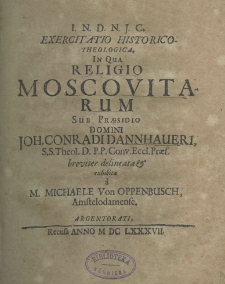 I. N. D. N. J. C.
EXERCITATIO HISTORICO-
THEOLOGICA,
IN QUA
RELIGIO
MOSCOVITA-
RUM
SUB PRÆSIDIO
DOMINI
JOH. CONRADI DANNHAUERI,
S.S. Theol. D. P.P. Conv. Eccl. Præs.
breviter delineata &
exhibita
à
M. MICHAELE Von OPPENBUSCH,
Amstelodamense,
ARGENTORATI,
Recusa ANNO M DC LXXXVII.
BIBLIOTEKA